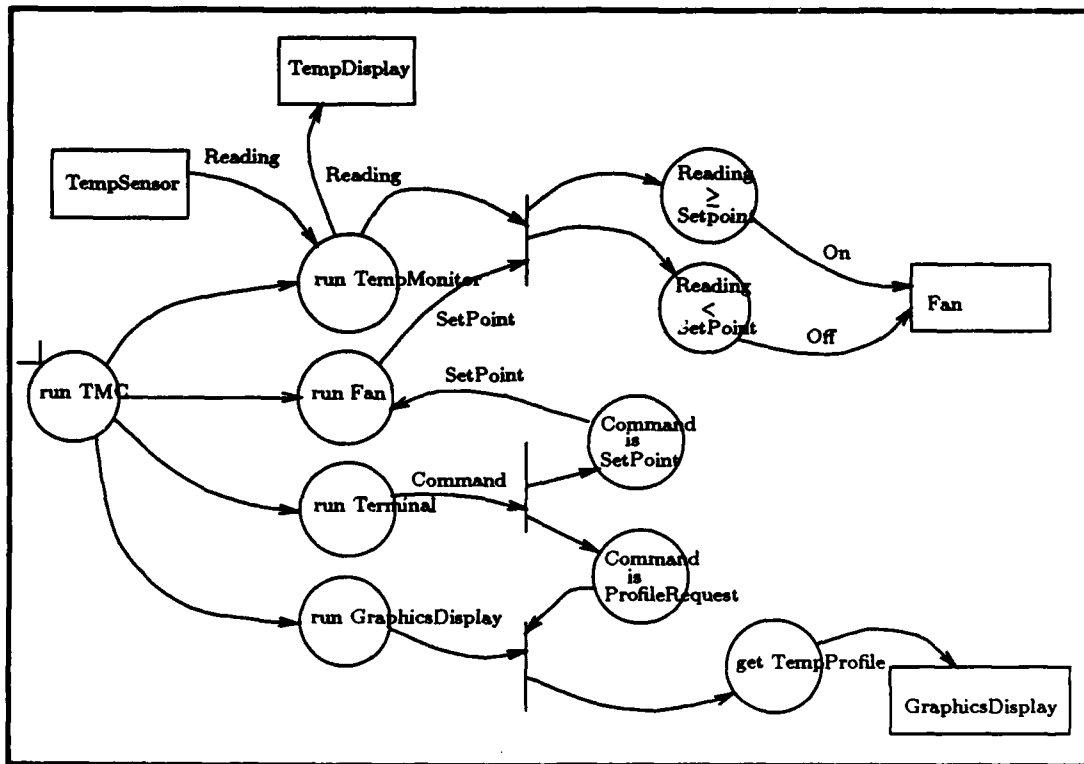 TempDisplay
Reading
TempSensor
Reading
Reading
≥
Setpoint
On
run TempMonitor
Reading
<
SetPoint
Fan
SetPoint
Off
run TMC
run Fan
SetPoint
Command
is
SetPoint
Command
run Terminal
Command
is
ProfileRequest
run GraphicsDisplay
get TempProfile
GraphicsDisplay